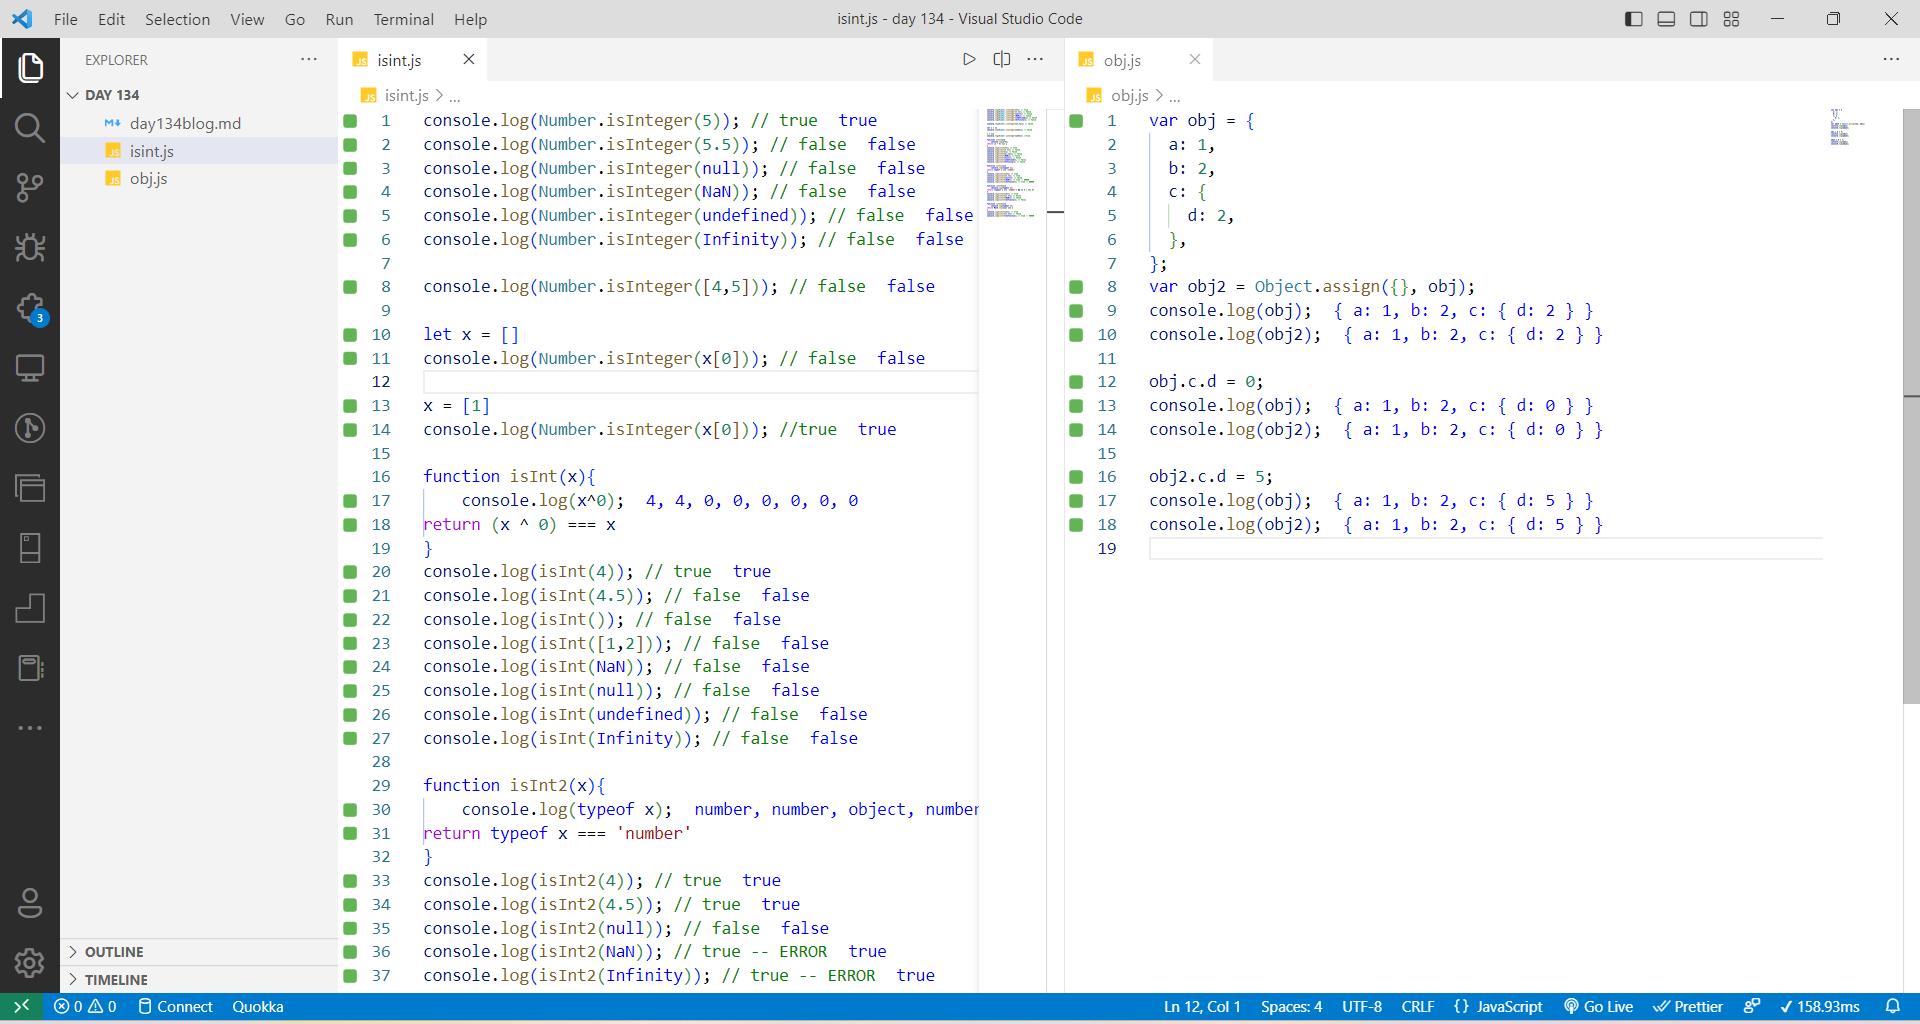 File Edit Selection View Go Run Terminal Help
isint.js - day 134 - Visual Studio Code
EXPLORER
DAY 134
day134blog.md
isint.js
obj.js
OUTLINE
TIMELINE
3
isint.js
isint.js > ...
1 console.log(Number.isInteger(5)); // true  true
2 console.log(Number.isInteger(5.5)); // false  false
3 console.log(Number.isInteger(null)); // false  false
4 console.log(Number.isInteger(NaN)); // false  false
5 console.log(Number.isInteger(undefined)); // false  false
6 console.log(Number.isInteger(Infinity)); // false  false
7
8 console.log(Number.isInteger([4,5])); // false  false
9
10 let x = []
11 console.log(Number.isInteger(x[0])); // false  false
12
13 x = [1]
14 console.log(Number.isInteger(x[0])); //true  true
15
16 function isInt(x){
17     console.log(x^0);  4, 4, 0, 0, 0, 0, 0, 0
18 return (x ^ 0) === x
19 }
20 console.log(isInt(4)); // true  true
21 console.log(isInt(4.5)); // false  false
22 console.log(isInt()); // false  false
23 console.log(isInt([1,2])); // false  false
24 console.log(isInt(NaN)); // false  false
25 console.log(isInt(null)); // false  false
26 console.log(isInt(undefined)); // false  false
27 console.log(isInt(Infinity)); // false  false
28
29 function isInt2(x){
30     console.log(typeof x);  number, number, object, number
31 return typeof x === 'number'
32 }
33 console.log(isInt2(4)); // true  true
34 console.log(isInt2(4.5)); // true  true
35 console.log(isInt2(null)); // false  false
36 console.log(isInt2(NaN)); // true -- ERROR  true
37 console.log(isInt2(Infinity)); // true -- ERROR  true
obj.js
obj.js > ...
1 var obj = {
2   a: 1,
3   b: 2,
4   c: {
5     d: 2,
6   },
7 };
8 var obj2 = Object.assign({}, obj);
9 console.log(obj);  { a: 1, b: 2, c: { d: 2 } }
10 console.log(obj2);  { a: 1, b: 2, c: { d: 2 } }
11
12 obj.c.d = 0;
13 console.log(obj);  { a: 1, b: 2, c: { d: 0 } }
14 console.log(obj2);  { a: 1, b: 2, c: { d: 0 } }
15
16 obj2.c.d = 5;
17 console.log(obj);  { a: 1, b: 2, c: { d: 5 } }
18 console.log(obj2);  { a: 1, b: 2, c: { d: 5 } }
19
0 0 Connect Quokka Ln 12, Col 1 Spaces: 4 UTF-8 CRLF {} JavaScript Go Live Prettier 158.93ms